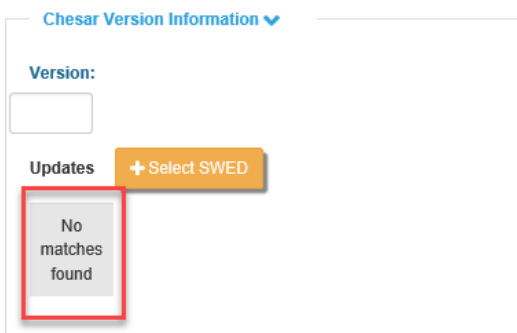 Chesar Version Information
Version:
Updates
+ Select SWED
No
matches
found